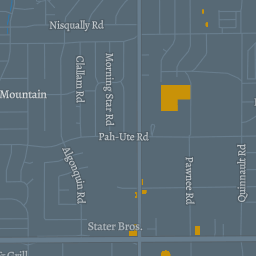 Nisqually Rd
Clallam Rd
Morning Star Rd
Mountain
Pah-Ute Rd
Algonquin Rd
Pawnee Rd
Quinnault Rd
Stater Bros.
's Grill